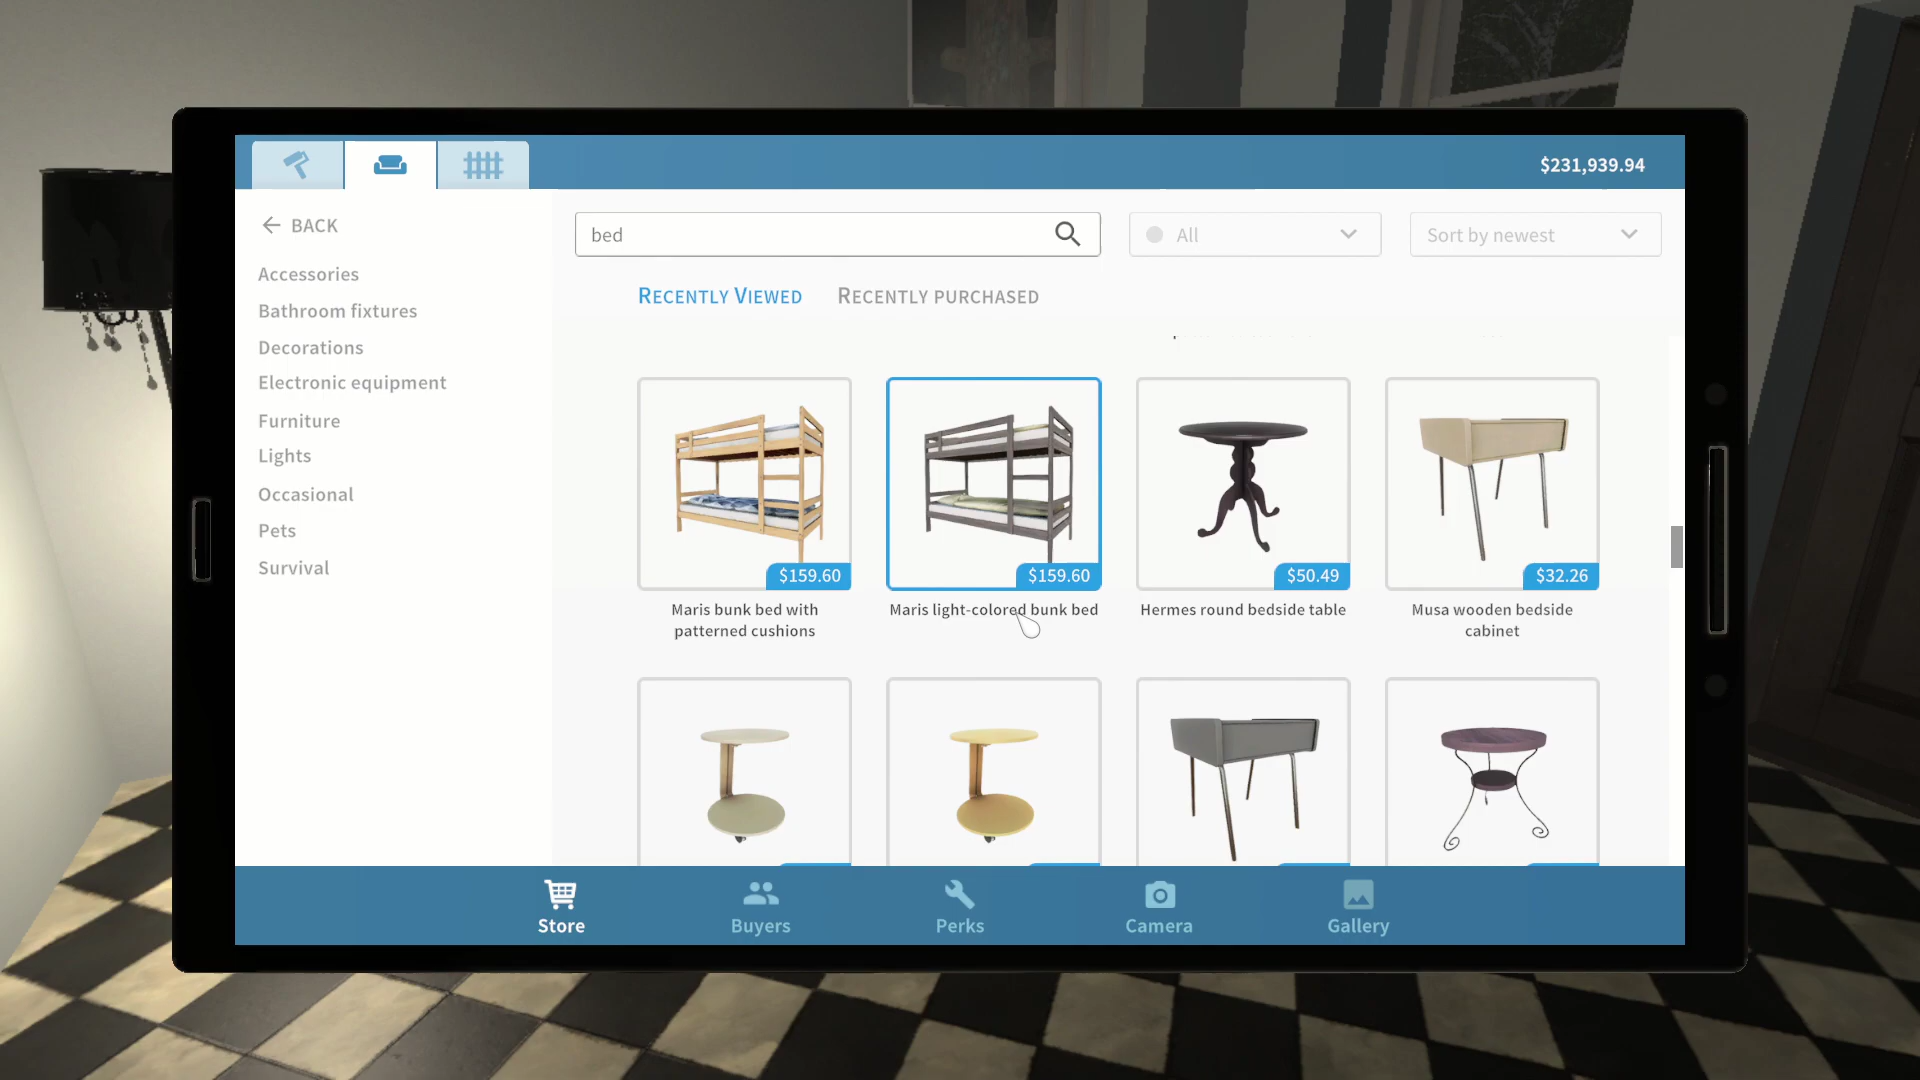 $231,939.94
BACK
bed
All
Sort by newest
Accessories
Bathroom fixtures
Decorations
Electronic equipment
Furniture
Lights
Occasional
Pets
Survival
RECENTLY VIEWED
RECENTLY PURCHASED
$159.60
$159.60
$50.49
$32.26
Maris bunk bed with
patterned cushions
Maris light-colored bunk bed
Hermes round bedside table
Musa wooden bedside
cabinet
Store
Buyers
Perks
Camera
Gallery